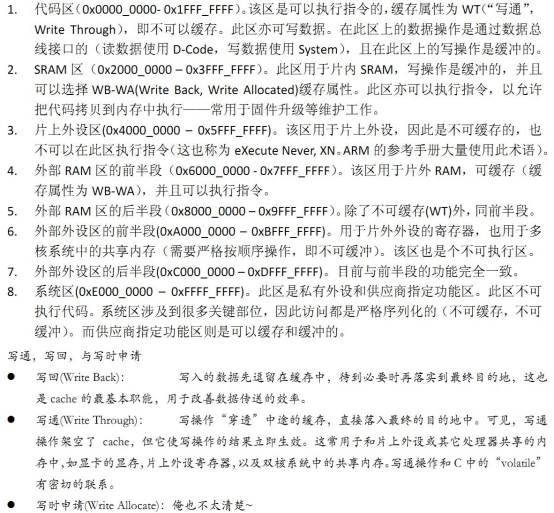 1. 代码区(0x0000_0000- 0x1FFF_FFFF)。该区是可以执行指令的,缓存属性为 WT(“写通”,
Write Through),即不可以缓存。此区亦可写数据。在此区上的数据操作是通过数据总
线接口的(读数据使用 D-Code,写数据使用 System),且在此区上的写操作是缓冲的。
2. SRAM 区(0x2000_0000 – 0x3FFF_FFFF)。此区用于片内 SRAM,写操作是缓冲的,并且
可以选择 WB-WA(Write Back, Write Allocated)缓存属性。此区亦可以执行指令,以允许
把代码拷贝到内存中执行——常用于固件升级等维护工作。
3. 片上外设区(0x4000_0000 – 0x5FFF_FFFF)。该区用于片上外设,因此是不可缓存的,也
不可以在此区执行指令(这也称为 eXecute Never, XN。ARM 的参考手册大量使用此术语)。
4. 外部 RAM 区的前半段(0x6000_0000 - 0x7FFF_FFFF)。该区用于片外 RAM,可缓存(缓
存属性为 WB-WA),并且可以执行指令。
5. 外部 RAM 区的后半段(0x8000_0000 – 0x9FFF_FFFF)。除了不可缓存(WT)外,同前半段。
6. 外部外设区的前半段(0xA000_0000 – 0xBFFF_FFFF)。用于片外外设的寄存器,也用于多
核系统中的共享内存(需要严格按顺序操作,即不可缓冲)。该区也是个不可执行区。
7. 外部外设区的后半段(0xC000_0000 – 0xDFFF_FFFF)。目前与前半段的功能完全一致。
8. 系统区(0xE000_0000 – 0xFFFF_FFFF)。此区是私有外设和供应商指定功能区。此区不可
执行代码。系统区涉及到很多关键部位,因此访问都是严格序列化的(不可缓存,不可
缓冲)。而供应商指定功能区则是可以缓存和缓冲的。
写通,写回,与写时申请
● 写回(Write Back): 写入的数据先逗留在缓存中,待到必要时再落实到最终目的地,这也
是 cache 的最基本职能,用于改善数据传送的效率。
● 写通(Write Through): 写操作“穿透”中途的缓存,直接落入最终的目的地中。可见,写通
操作架空了 cache,但它使写操作的结果立即生效。这常用于和片上外设或其它处理器共享的内
存中,如显卡的显存,片上外设寄存器,以及双核系统中的共享内存。写通操作和 C 中的“volatile”
有密切的联系。
● 写时申请(Write Allocate): 俺也不太清楚~